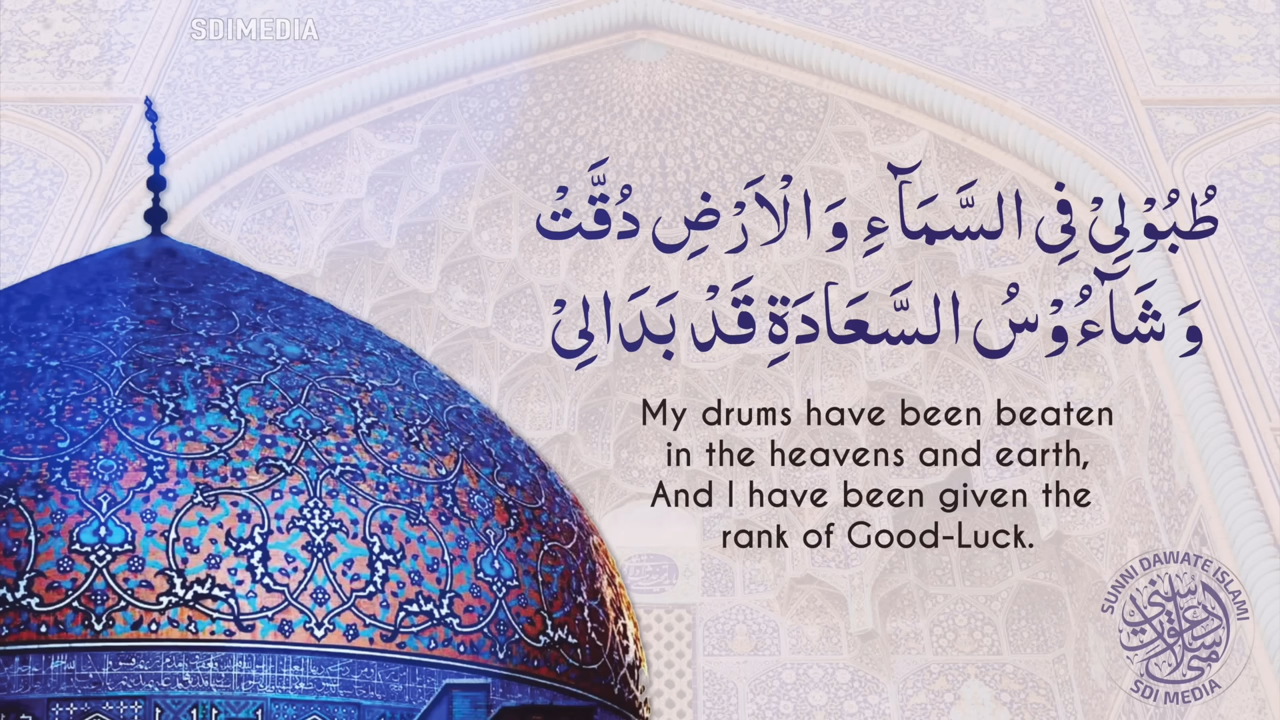 SDIMEDIA
طُبُوْلِيْ فِى السَّمَآءِ وَ الْاَرْضِ دُقَّتْ
وَ شَآءُوْسُ السَّعَادَةِ قَدْ بَدَالِيْ
My drums have been beaten
in the heavens and earth,
And I have been given the
rank of Good-Luck.
SUNNI DAWATE ISLAMI
SDI MEDIA